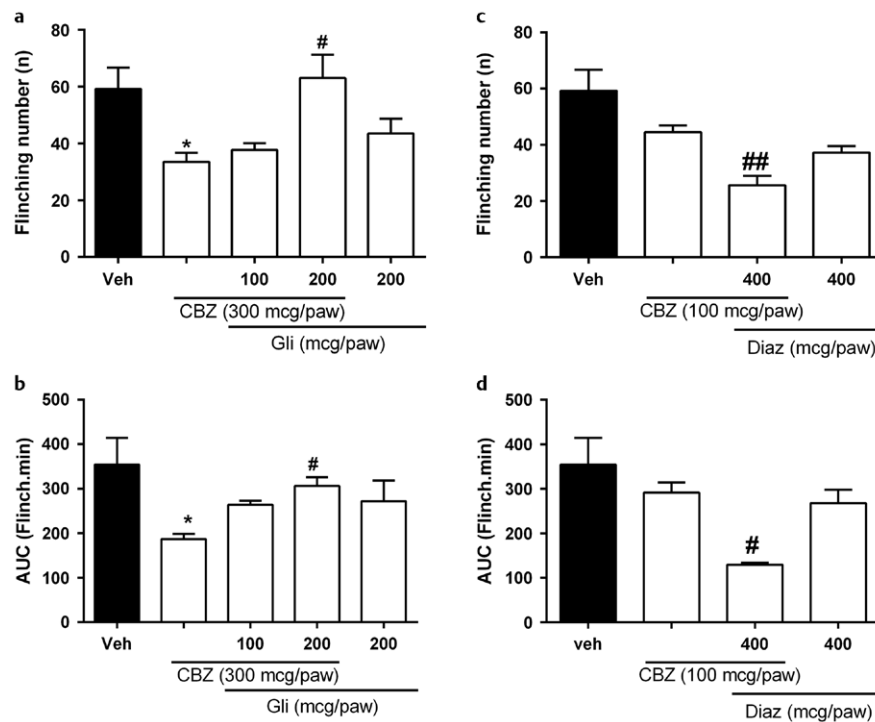 a
Flinching number (n)
80
60
40
20
0
*
#
Veh 100 200 200
CBZ (300 mcg/paw)
Gli (mcg/paw)
c
Flinching number (n)
80
60
40
20
0
##
Veh 400 400
CBZ (100 mcg/paw)
Diaz (mcg/paw)
b
AUC (Flinch.min)
500
400
300
200
100
0
*
#
Veh 100 200 200
CBZ (300 mcg/paw)
Gli (mcg/paw)
d
AUC (Flinch.min)
500
400
300
200
100
0
#
veh 400 400
CBZ (100 mcg/paw)
Diaz (mcg/paw)